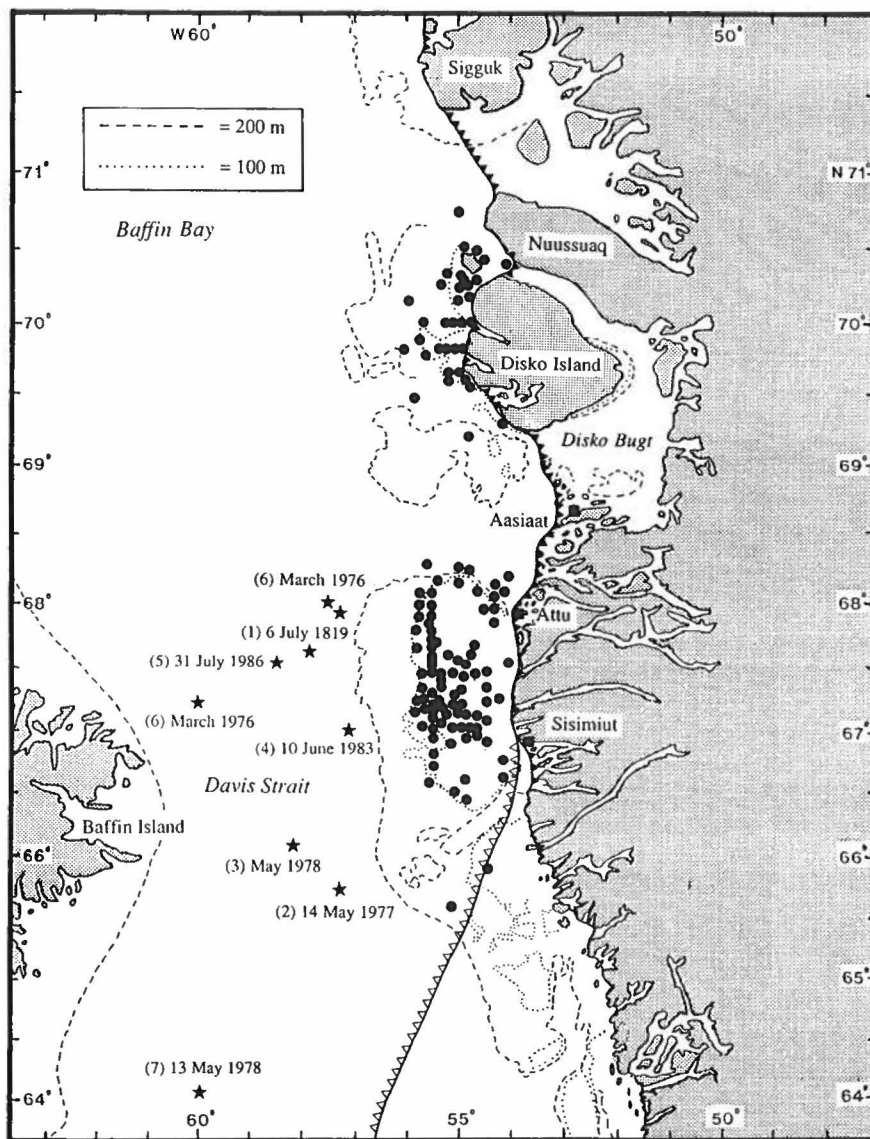 W 60°
50°
Sigguk
= 200 m
= 100 m
71°
N 71°
Baffin Bay
Nuussuaq
70°
70°
Disko Island
Disko Bugt
69°
69°
Aasiaat
(6) March 1976
68°
68°
Attu
(1) 6 July 1819
(5) 31 July 1986
(6) March 1976
Sisimiut
(4) 10 June 1983
67°
67°
Davis Strait
Baffin Island
66°
66°
(3) May 1978
(2) 14 May 1977
65°
65°
(7) 13 May 1978
64°
64°
60°
55°
50°